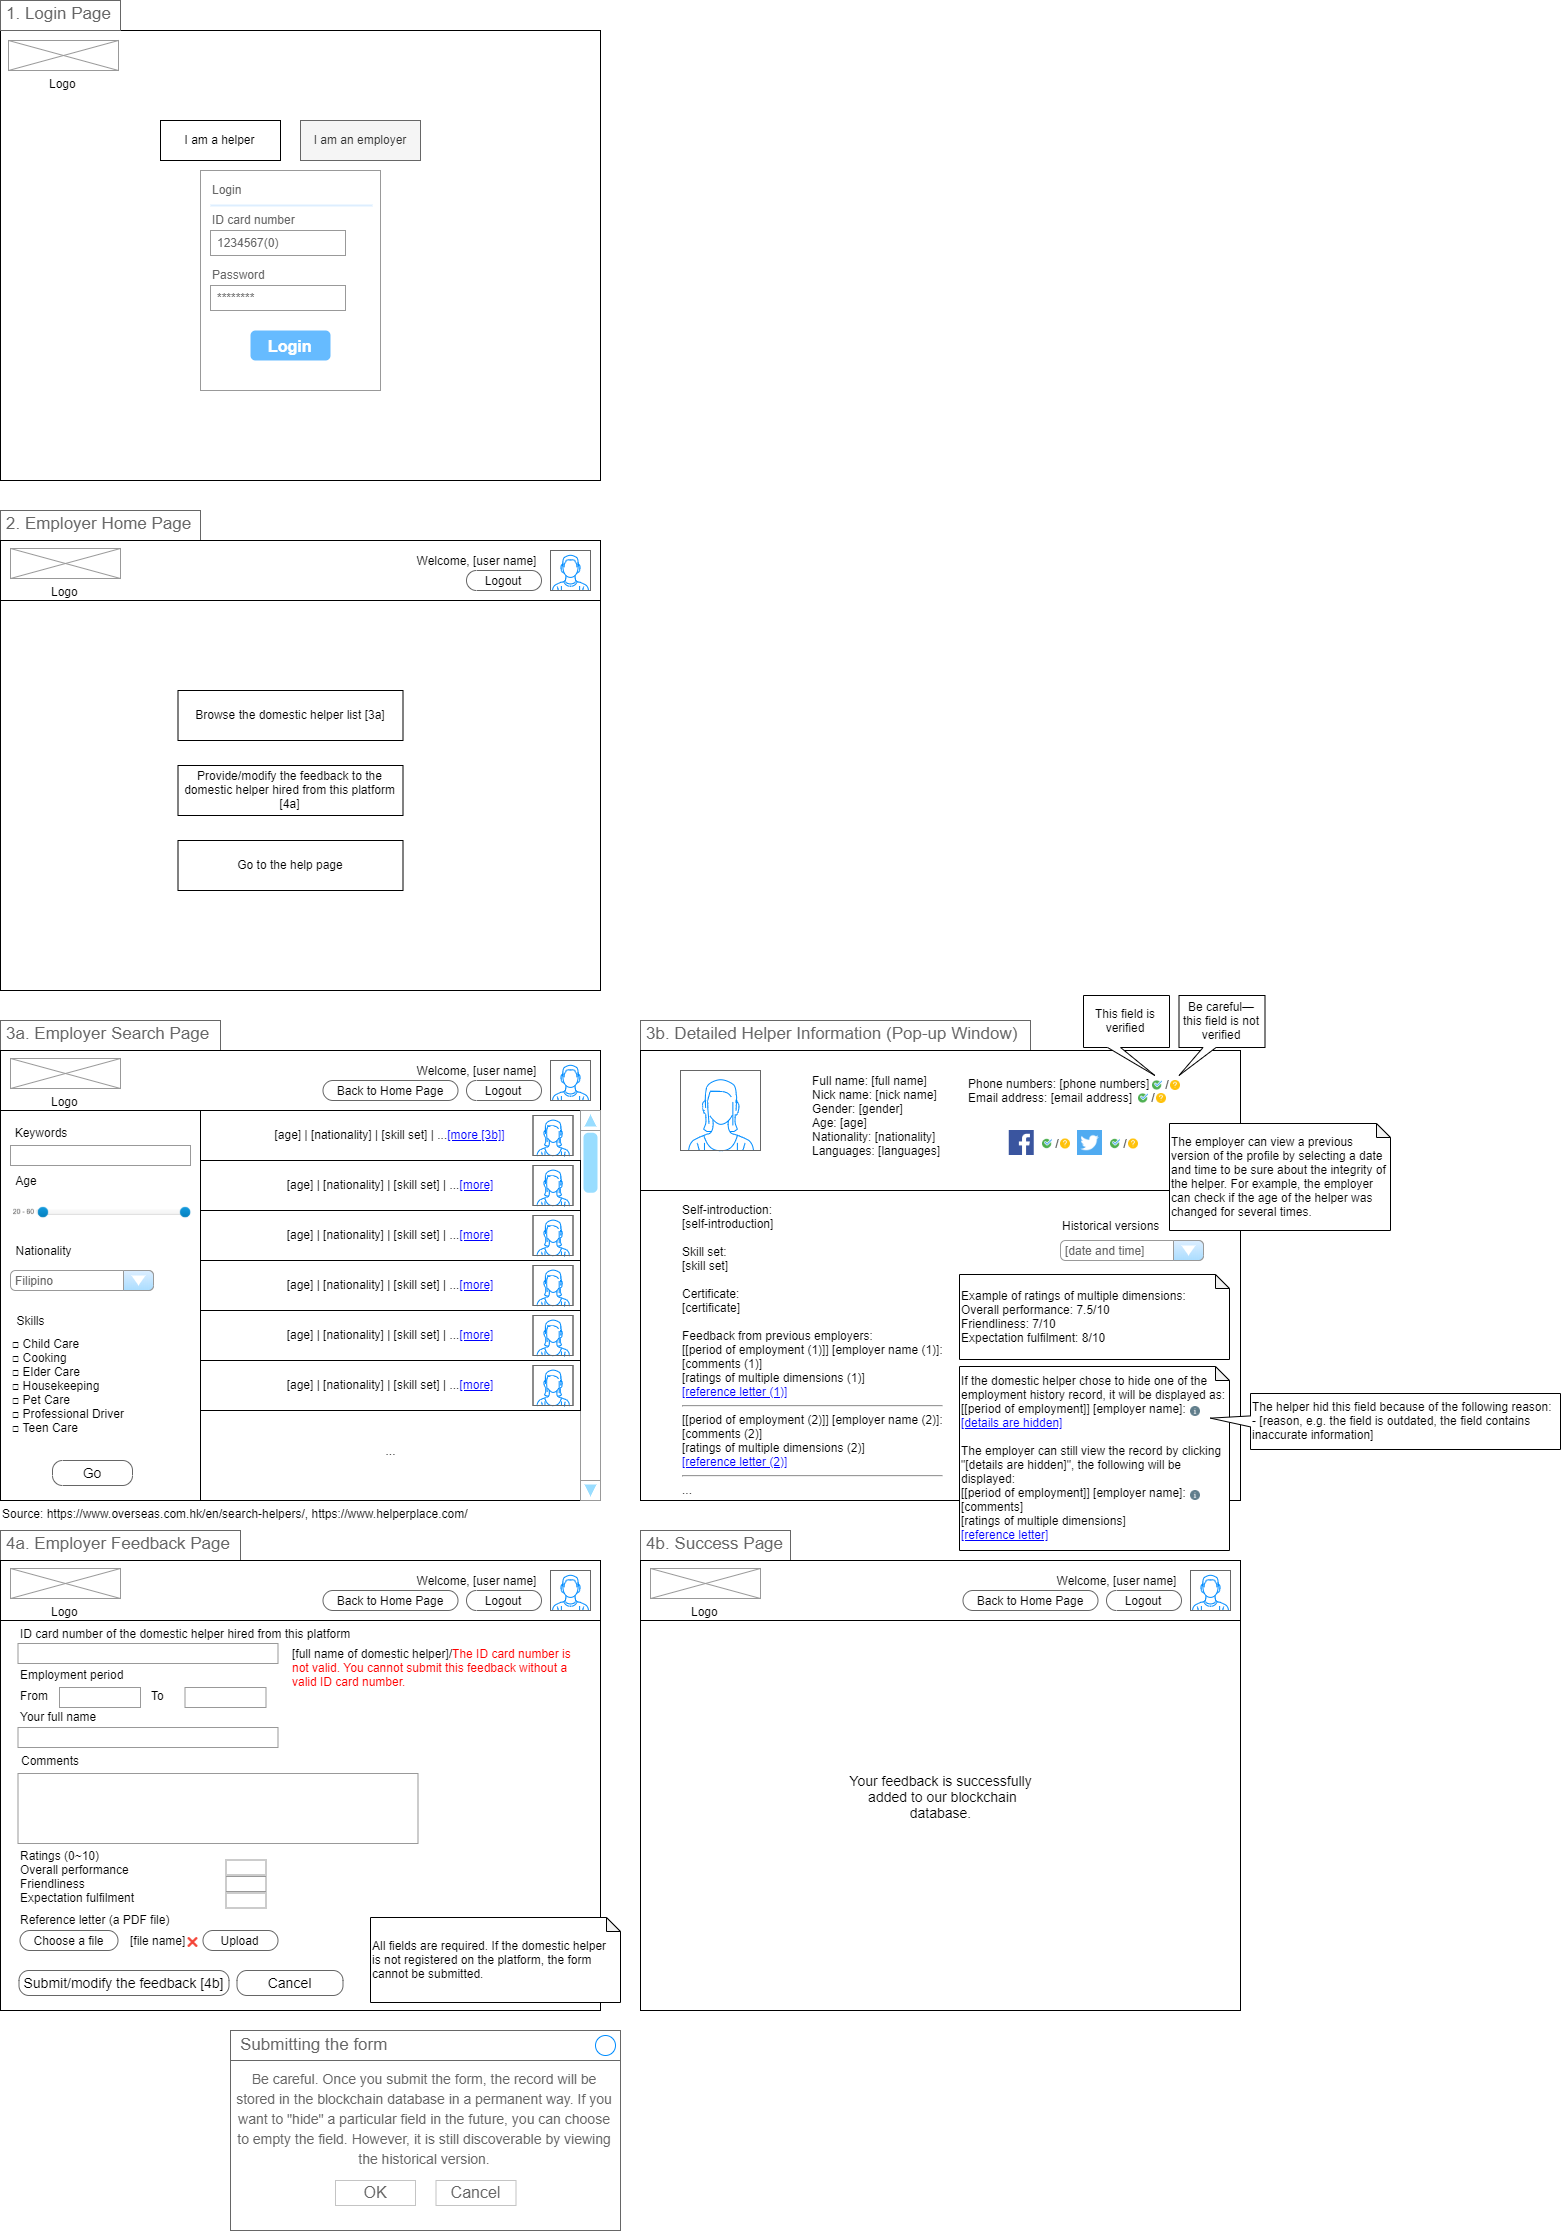 1. Login Page
Logo
I am a helper
I am an employer
Login
ID card number
1234567(0)
Password
********
Login
2. Employer Home Page
Welcome, [user name]
Logout
Logo
Browse the domestic helper list [3a]
Provide/modify the feedback to the
domestic helper hired from this platform
[4a]
Go to the help page
3a. Employer Search Page
Welcome, [user name]
Back to Home Page
Logout
Logo
Keywords
Age
20 - 60
Nationality
Filipino
Skills
□ Child Care
□ Cooking
□ Elder Care
□ Housekeeping
□ Pet Care
□ Professional Driver
□ Teen Care
Go
[age] | [nationality] | [skill set] | ...[more [3b]]
[age] | [nationality] | [skill set] | ...[more]
[age] | [nationality] | [skill set] | ...[more]
[age] | [nationality] | [skill set] | ...[more]
[age] | [nationality] | [skill set] | ...[more]
[age] | [nationality] | [skill set] | ...[more]
...
Source: https://www.overseas.com.hk/en/search-helpers/, https://www.helperplace.com/
3b. Detailed Helper Information (Pop-up Window)
This field is
verified
Be careful—
this field is not
verified
Full name: [full name]
Nick name: [nick name]
Gender: [gender]
Age: [age]
Nationality: [nationality]
Languages: [languages]
Phone numbers: [phone numbers] /
Email address: [email address] /
/ /
The employer can view a previous
version of the profile by selecting a date
and time to be sure about the integrity of
the helper. For example, the employer
can check if the age of the helper was
changed for several times.
Self-introduction:
[self-introduction]
Skill set:
[skill set]
Certificate:
[certificate]
Feedback from previous employers:
[[period of employment (1)]] [employer name (1)]:
[comments (1)]
[ratings of multiple dimensions (1)]
[reference letter (1)]
[[period of employment (2)]] [employer name (2)]:
[comments (2)]
[ratings of multiple dimensions (2)]
[reference letter (2)]
...
Historical versions
[date and time]
Example of ratings of multiple dimensions:
Overall performance: 7.5/10
Friendliness: 7/10
Expectation fulfilment: 8/10
If the domestic helper chose to hide one of the
employment history record, it will be displayed as:
[[period of employment]] [employer name]:
[details are hidden]
The employer can still view the record by clicking
"[details are hidden]", the following will be
displayed:
[[period of employment]] [employer name]:
[comments]
[ratings of multiple dimensions]
[reference letter]
The helper hid this field because of the following reason:
- [reason, e.g. the field is outdated, the field contains
inaccurate information]
4a. Employer Feedback Page
Welcome, [user name]
Back to Home Page
Logout
Logo
ID card number of the domestic helper hired from this platform
[full name of domestic helper]/The ID card number is
not valid. You cannot submit this feedback without a
valid ID card number.
Employment period
From
To
Your full name
Comments
Ratings (0~10)
Overall performance
Friendliness
Expectation fulfilment
Reference letter (a PDF file)
Choose a file
[file name]
Upload
Submit/modify the feedback [4b]
Cancel
All fields are required. If the domestic helper
is not registered on the platform, the form
cannot be submitted.
4b. Success Page
Welcome, [user name]
Back to Home Page
Logout
Logo
Your feedback is successfully
added to our blockchain
database.
Submitting the form
Be careful. Once you submit the form, the record will be
stored in the blockchain database in a permanent way. If you
want to "hide" a particular field in the future, you can choose
to empty the field. However, it is still discoverable by viewing
the historical version.
OK
Cancel